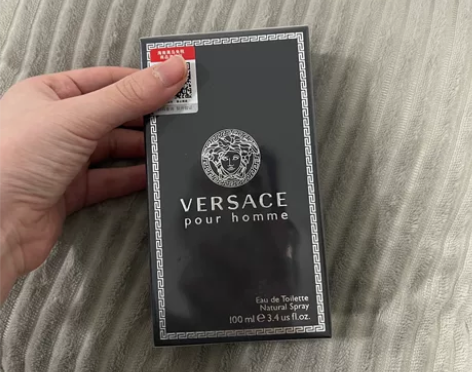 VERSACE
pour homme
Eau de Toilette
Natural Spray
100 ml ℮ 3.4 us fl.oz.